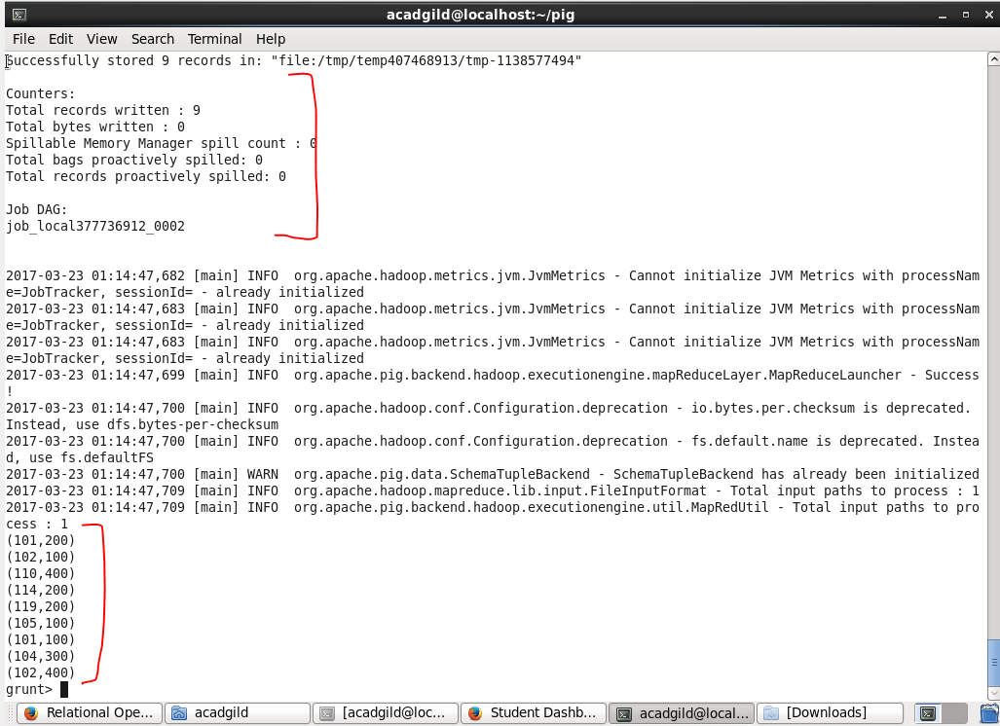 acadgild@localhost:~/pig
File Edit View Search Terminal Help
Successfully stored 9 records in: "file:/tmp/temp407468913/tmp-1138577494"
Counters:
Total records written : 9
Total bytes written : 0
Spillable Memory Manager spill count : 0
Total bags proactively spilled: 0
Total records proactively spilled: 0
Job DAG:
job_local377736912_0002
2017-03-23 01:14:47,682 [main] INFO  org.apache.hadoop.metrics.jvm.JvmMetrics - Cannot initialize JVM Metrics with processNam
e=JobTracker, sessionId= - already initialized
2017-03-23 01:14:47,683 [main] INFO  org.apache.hadoop.metrics.jvm.JvmMetrics - Cannot initialize JVM Metrics with processNam
e=JobTracker, sessionId= - already initialized
2017-03-23 01:14:47,683 [main] INFO  org.apache.hadoop.metrics.jvm.JvmMetrics - Cannot initialize JVM Metrics with processNam
e=JobTracker, sessionId= - already initialized
2017-03-23 01:14:47,699 [main] INFO  org.apache.pig.backend.hadoop.executionengine.mapReduceLayer.MapReduceLauncher - Success
!
2017-03-23 01:14:47,700 [main] INFO  org.apache.hadoop.conf.Configuration.deprecation - io.bytes.per.checksum is deprecated.
Instead, use dfs.bytes-per-checksum
2017-03-23 01:14:47,700 [main] INFO  org.apache.hadoop.conf.Configuration.deprecation - fs.default.name is deprecated. Instea
d, use fs.defaultFS
2017-03-23 01:14:47,700 [main] WARN  org.apache.pig.data.SchemaTupleBackend - SchemaTupleBackend has already been initialized
2017-03-23 01:14:47,709 [main] INFO  org.apache.hadoop.mapreduce.lib.input.FileInputFormat - Total input paths to process : 1
2017-03-23 01:14:47,709 [main] INFO  org.apache.pig.backend.hadoop.executionengine.util.MapRedUtil - Total input paths to pro
cess : 1
(101,200)
(102,100)
(110,400)
(114,200)
(119,200)
(105,100)
(101,100)
(104,300)
(102,400)
grunt>
Relational Ope... acadgild [acadgild@loc... Student Dashb... acadgild@local... [Downloads]